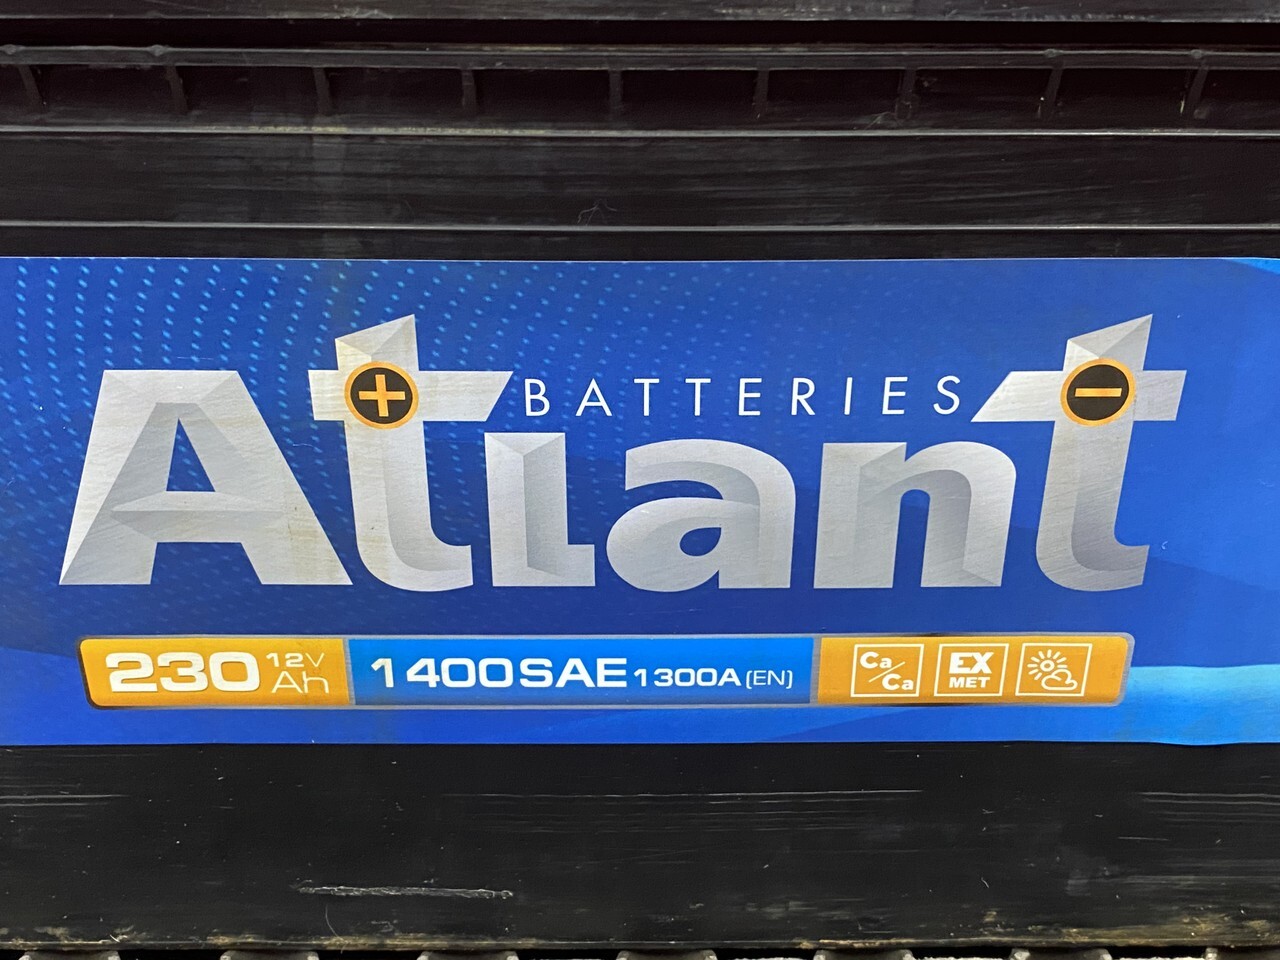 BATTERIES
Atlant
230 12V Ah 1400SAE 1300A (EN) Ca/Ca EX MET